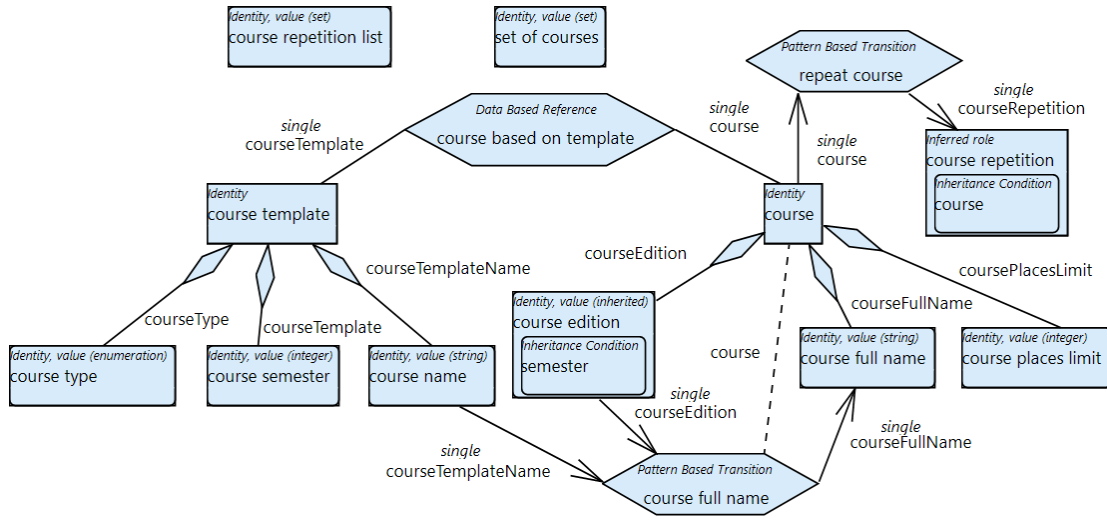 Identity, value (set)
course repetition list
Identity, value (set)
set of courses
Pattern Based Transition
repeat course
single
courseRepetition
Data Based Reference
course based on template
single
courseTemplate
single
course
single
course
Inferred role
course repetition
Inheritance Condition
course
Identity
course template
Identity
course
courseEdition
courseTemplateName
coursePlacesLimit
courseType
courseTemplate
courseFullName
Identity, value (inherited)
course edition
Inheritance Condition
semester
course
Identity, value (enumeration)
course type
Identity, value (integer)
course semester
Identity, value (string)
course name
Identity, value (string)
course full name
Identity, value (integer)
course places limit
single
courseEdition
single
courseFullName
single
courseTemplateName
Pattern Based Transition
course full name